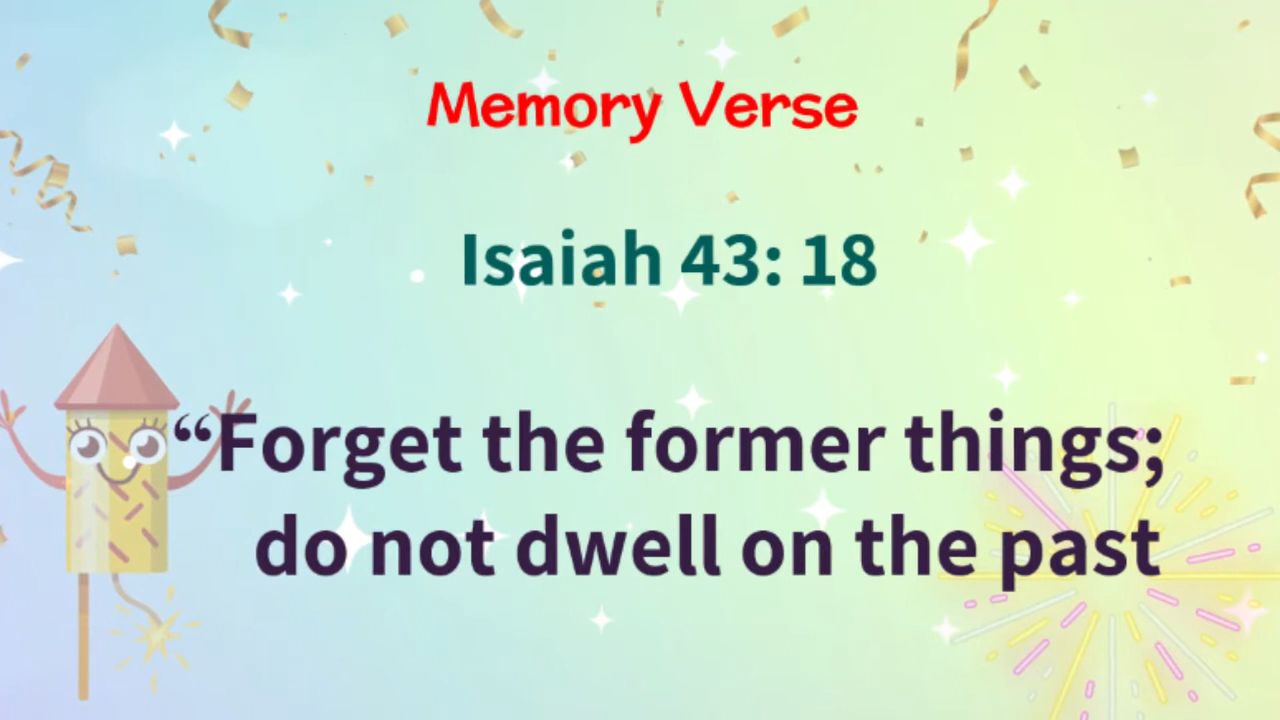 Memory Verse
Isaiah 43: 18
“Forget the former things;
do not dwell on the past